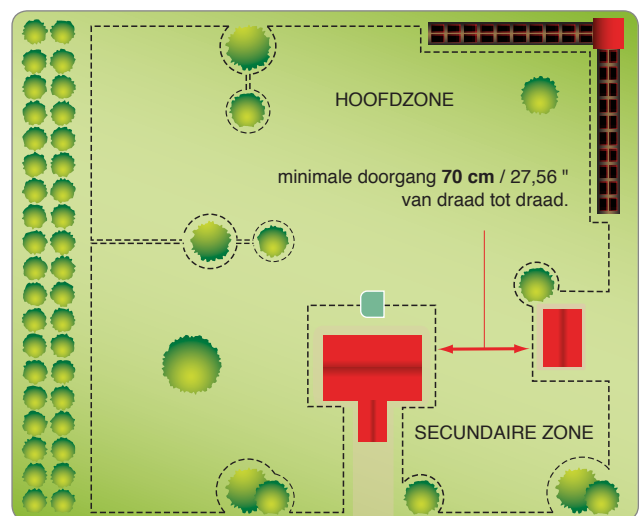 HOOFDZONE
minimale doorgang 70 cm / 27,56 "
van draad tot draad.
SECUNDAIRE ZONE